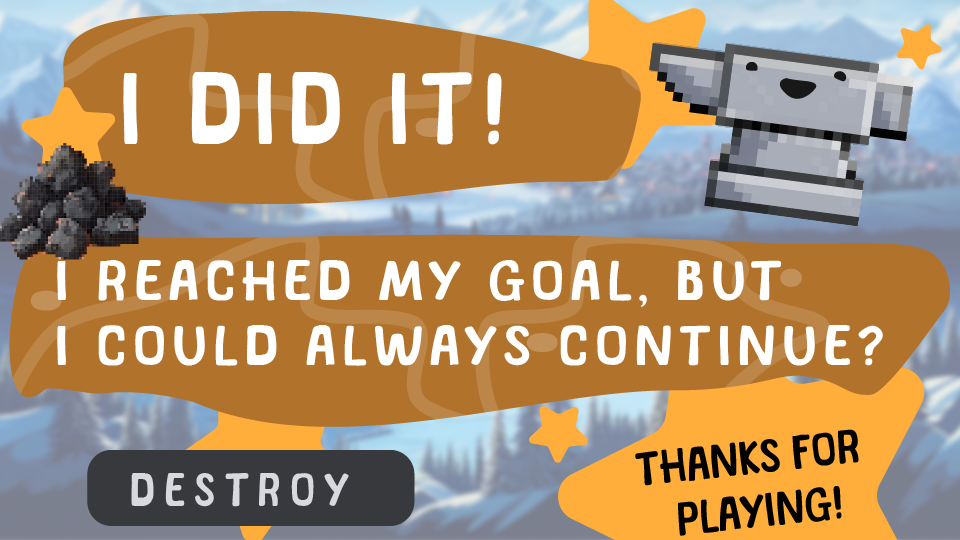 I DID IT!
I REACHED MY GOAL, BUT
I COULD ALWAYS CONTINUE?
DESTROY
THANKS FOR
PLAYING!